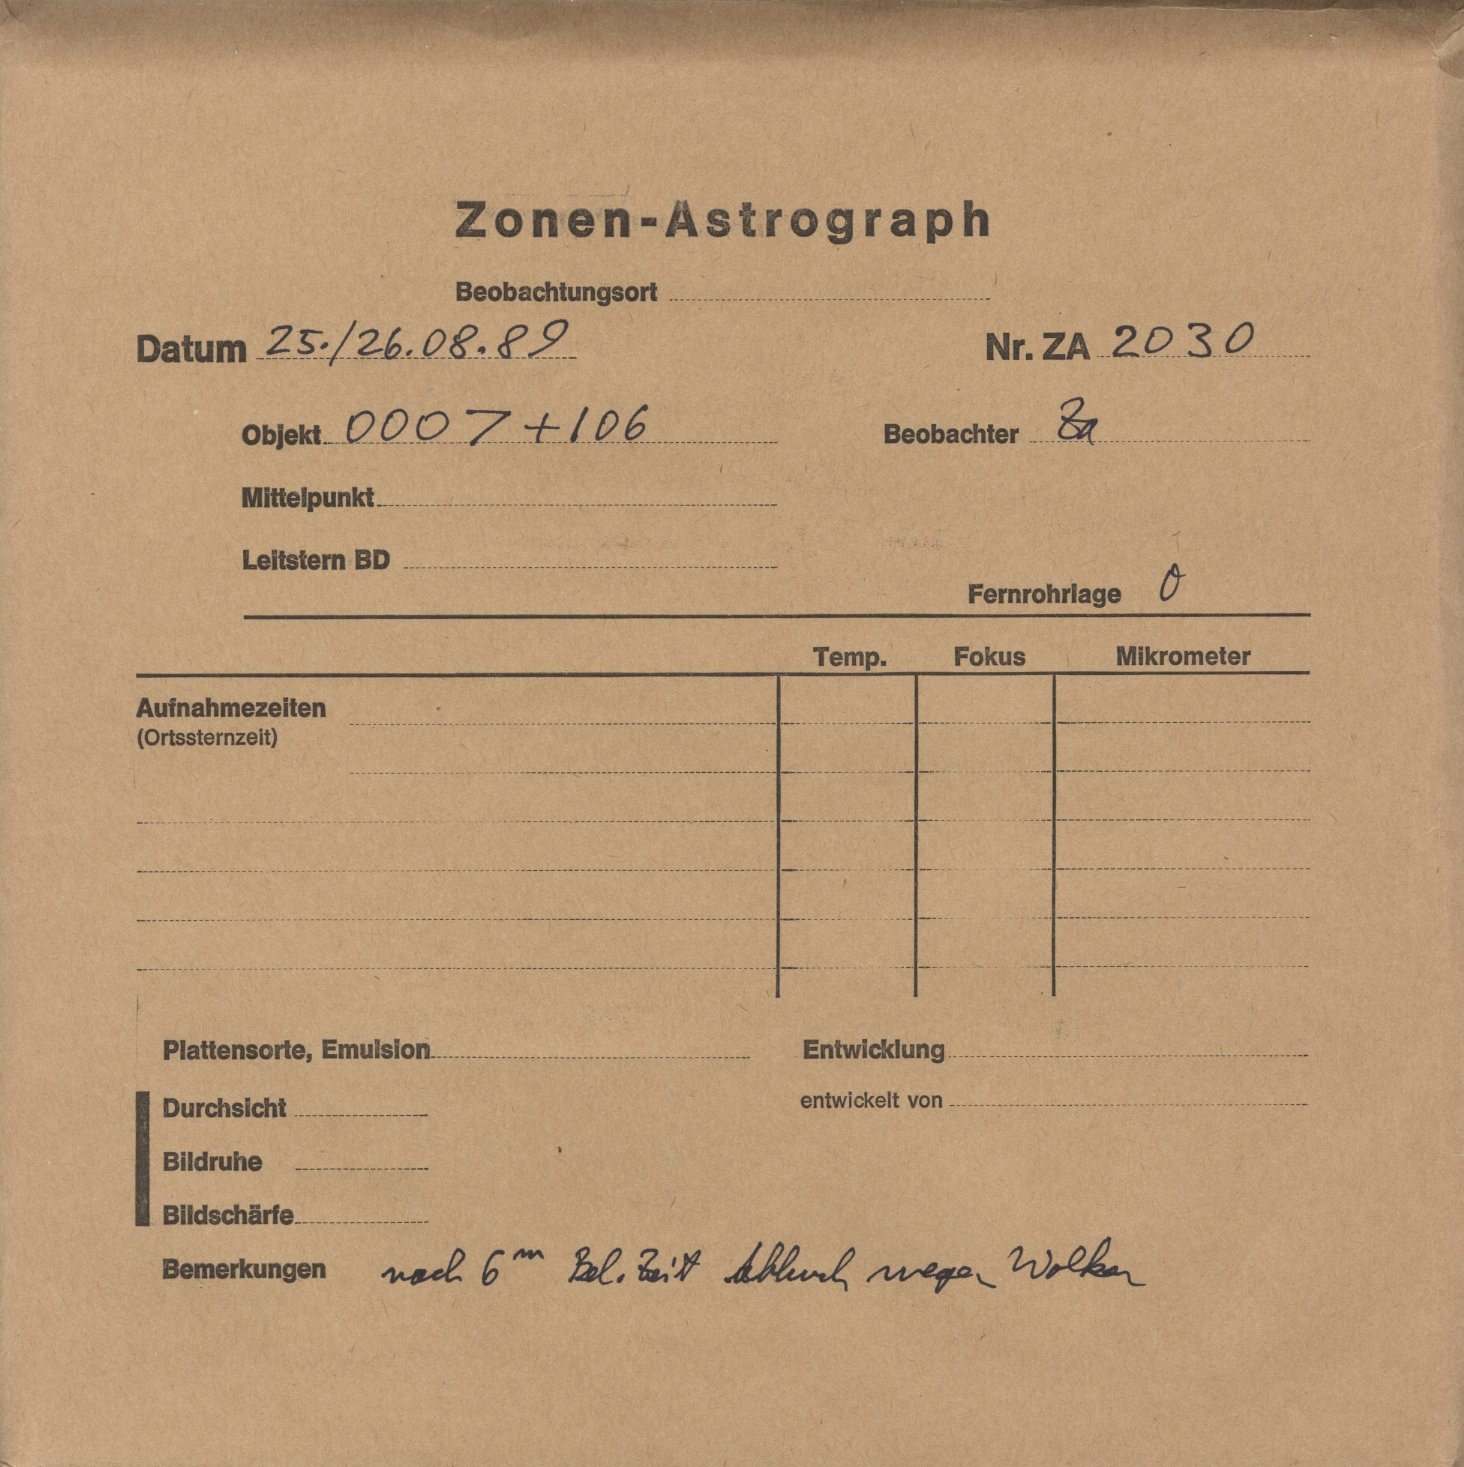 Zonen-Astrograph
Beobachtungsort
Datum 25./26.08.89 Nr. ZA 2030
Objekt 0007+106 Beobachter Za
Mittelpunkt
Leitstern BD
Fernrohrlage O
Temp. Fokus Mikrometer
Aufnahmezeiten
(Ortssternzeit)
Plattensorte, Emulsion Entwicklung
Durchsicht entwickelt von
Bildruhe
Bildschärfe
Bemerkungen nach 6ᵐ Bel. Zeit Abbruch wegen Wolken